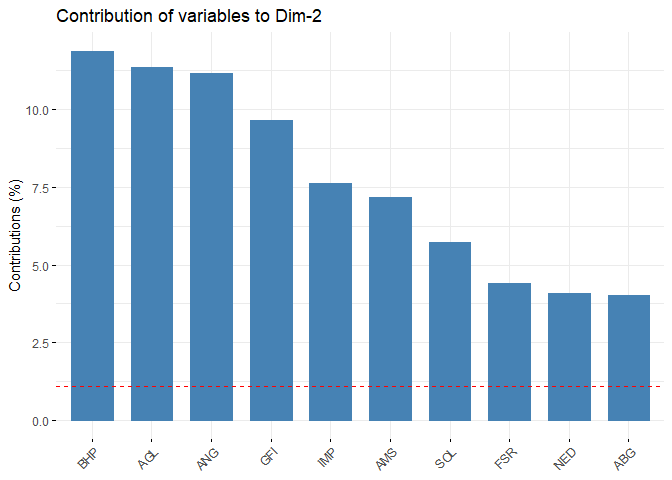 Contribution of variables to Dim-2
Contributions (%)
10.0
7.5
5.0
2.5
0.0
BHP
AGL
ANG
GFI
IMP
AMS
SOL
FSR
NED
ABG